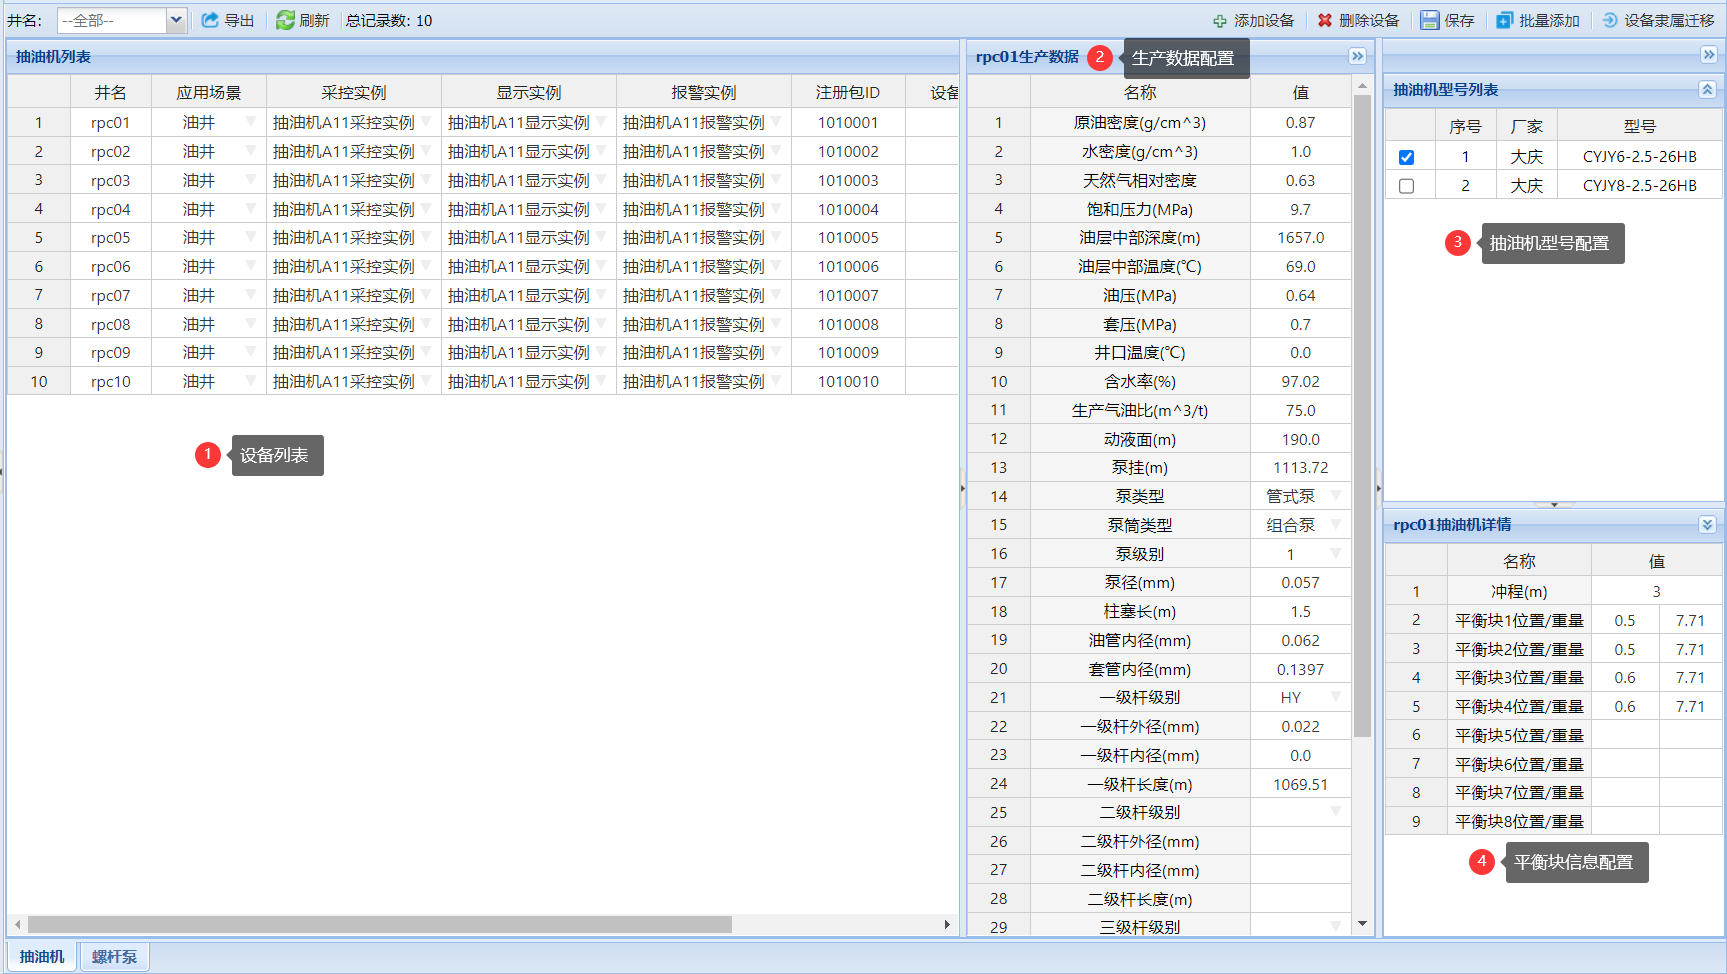 井名: --全部-- 导出 刷新 总记录数: 10 添加设备 删除设备 保存 批量添加 设备隶属迁移
抽油机列表
井名 应用场景 采控实例 显示实例 报警实例 注册包ID 设备
1 rpc01 油井 抽油机A11采控实例 抽油机A11显示实例 抽油机A11报警实例 1010001
2 rpc02 油井 抽油机A11采控实例 抽油机A11显示实例 抽油机A11报警实例 1010002
3 rpc03 油井 抽油机A11采控实例 抽油机A11显示实例 抽油机A11报警实例 1010003
4 rpc04 油井 抽油机A11采控实例 抽油机A11显示实例 抽油机A11报警实例 1010004
5 rpc05 油井 抽油机A11采控实例 抽油机A11显示实例 抽油机A11报警实例 1010005
6 rpc06 油井 抽油机A11采控实例 抽油机A11显示实例 抽油机A11报警实例 1010006
7 rpc07 油井 抽油机A11采控实例 抽油机A11显示实例 抽油机A11报警实例 1010007
8 rpc08 油井 抽油机A11采控实例 抽油机A11显示实例 抽油机A11报警实例 1010008
9 rpc09 油井 抽油机A11采控实例 抽油机A11显示实例 抽油机A11报警实例 1010009
10 rpc10 油井 抽油机A11采控实例 抽油机A11显示实例 抽油机A11报警实例 1010010
1 设备列表
rpc01生产数据 2 生产数据配置
名称 值
1 原油密度(g/cm^3) 0.87
2 水密度(g/cm^3) 1.0
3 天然气相对密度 0.63
4 饱和压力(MPa) 9.7
5 油层中部深度(m) 1657.0
6 油层中部温度(℃) 69.0
7 油压(MPa) 0.64
8 套压(MPa) 0.7
9 井口温度(℃) 0.0
10 含水率(%) 97.02
11 生产气油比(m^3/t) 75.0
12 动液面(m) 190.0
13 泵挂(m) 1113.72
14 泵类型 管式泵
15 泵筒类型 组合泵
16 泵级别 1
17 泵径(mm) 0.057
18 柱塞长(m) 1.5
19 油管内径(mm) 0.062
20 套管内径(mm) 0.1397
21 一级杆级别 HY
22 一级杆外径(mm) 0.022
23 一级杆内径(mm) 0.0
24 一级杆长度(m) 1069.51
25 二级杆级别
26 二级杆外径(mm)
27 二级杆内径(mm)
28 二级杆长度(m)
29 三级杆级别
抽油机型号列表
序号 厂家 型号
1 大庆 CYJY6-2.5-26HB
2 大庆 CYJY8-2.5-26HB
3 抽油机型号配置
rpc01抽油机详情
名称 值
1 冲程(m) 3
2 平衡块1位置/重量 0.5 7.71
3 平衡块2位置/重量 0.5 7.71
4 平衡块3位置/重量 0.6 7.71
5 平衡块4位置/重量 0.6 7.71
6 平衡块5位置/重量
7 平衡块6位置/重量
8 平衡块7位置/重量
9 平衡块8位置/重量
4 平衡块信息配置
抽油机 螺杆泵